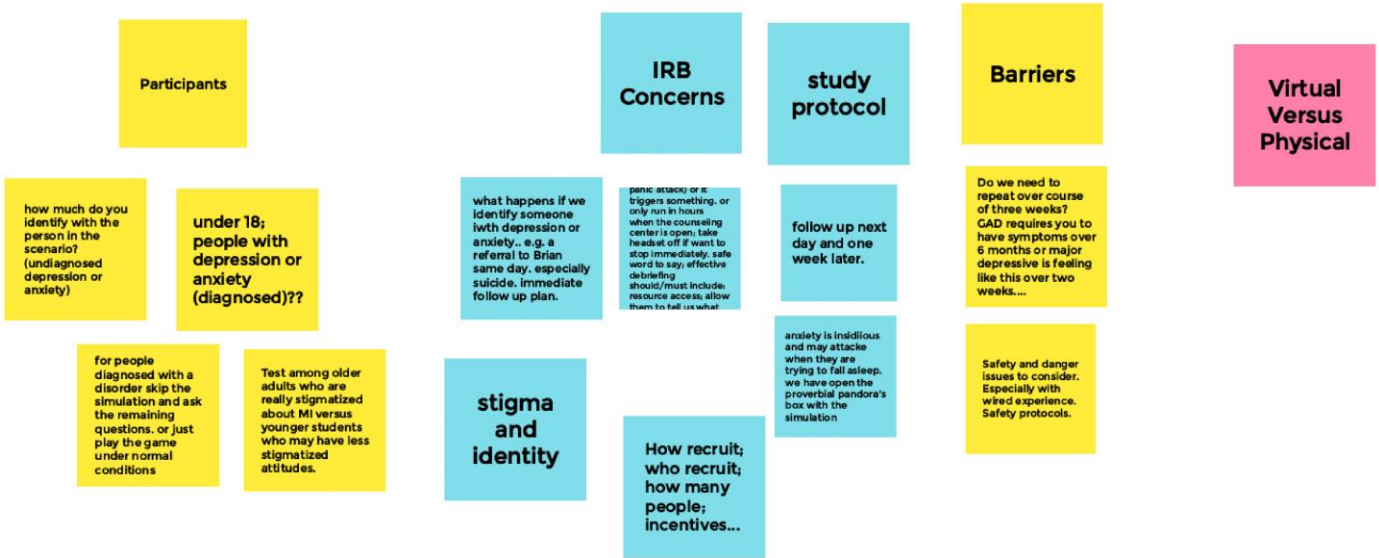 Participants
IRB
Concerns
study
protocol
Barriers
Virtual
Versus
Physical
how much do you
identify with the
person in the
scenario?
(undiagnosed
depression or
anxiety)
under 18;
people with
depression or
anxiety
(diagnosed)??
what happens if we
identify someone
iwth depression or
anxiety.. e.g. a
referral to Brian
same day. especially
suicide. immediate
follow up plan.
panic attack) or it
triggers something. or
only run in hours
when the counseling
center is open; take
headset off if want to
stop immediately. safe
word to say; effective
debriefing
should/must include:
resource access; allow
them to tell us what
follow up next
day and one
week later.
Do we need to
repeat over course
of three weeks?
GAD requires you to
have symptoms over
6 months or major
depressive is feeling
like this over two
weeks....
for people
diagnosed with a
disorder skip the
simulation and ask
the remaining
questions. or just
play the game
under normal
conditions
Test among older
adults who are
really stigmatized
about MI versus
younger students
who may have less
stigmatized
attitudes.
stigma
and
identity
How recruit;
who recruit;
how many
people;
incentives...
anxiety is insidiious
and may attacke
when they are
trying to fall asleep.
we have open the
proverbial pandora's
box with the
simulation
Safety and danger
issues to consider.
Especially with
wired experience.
Safety protocols.